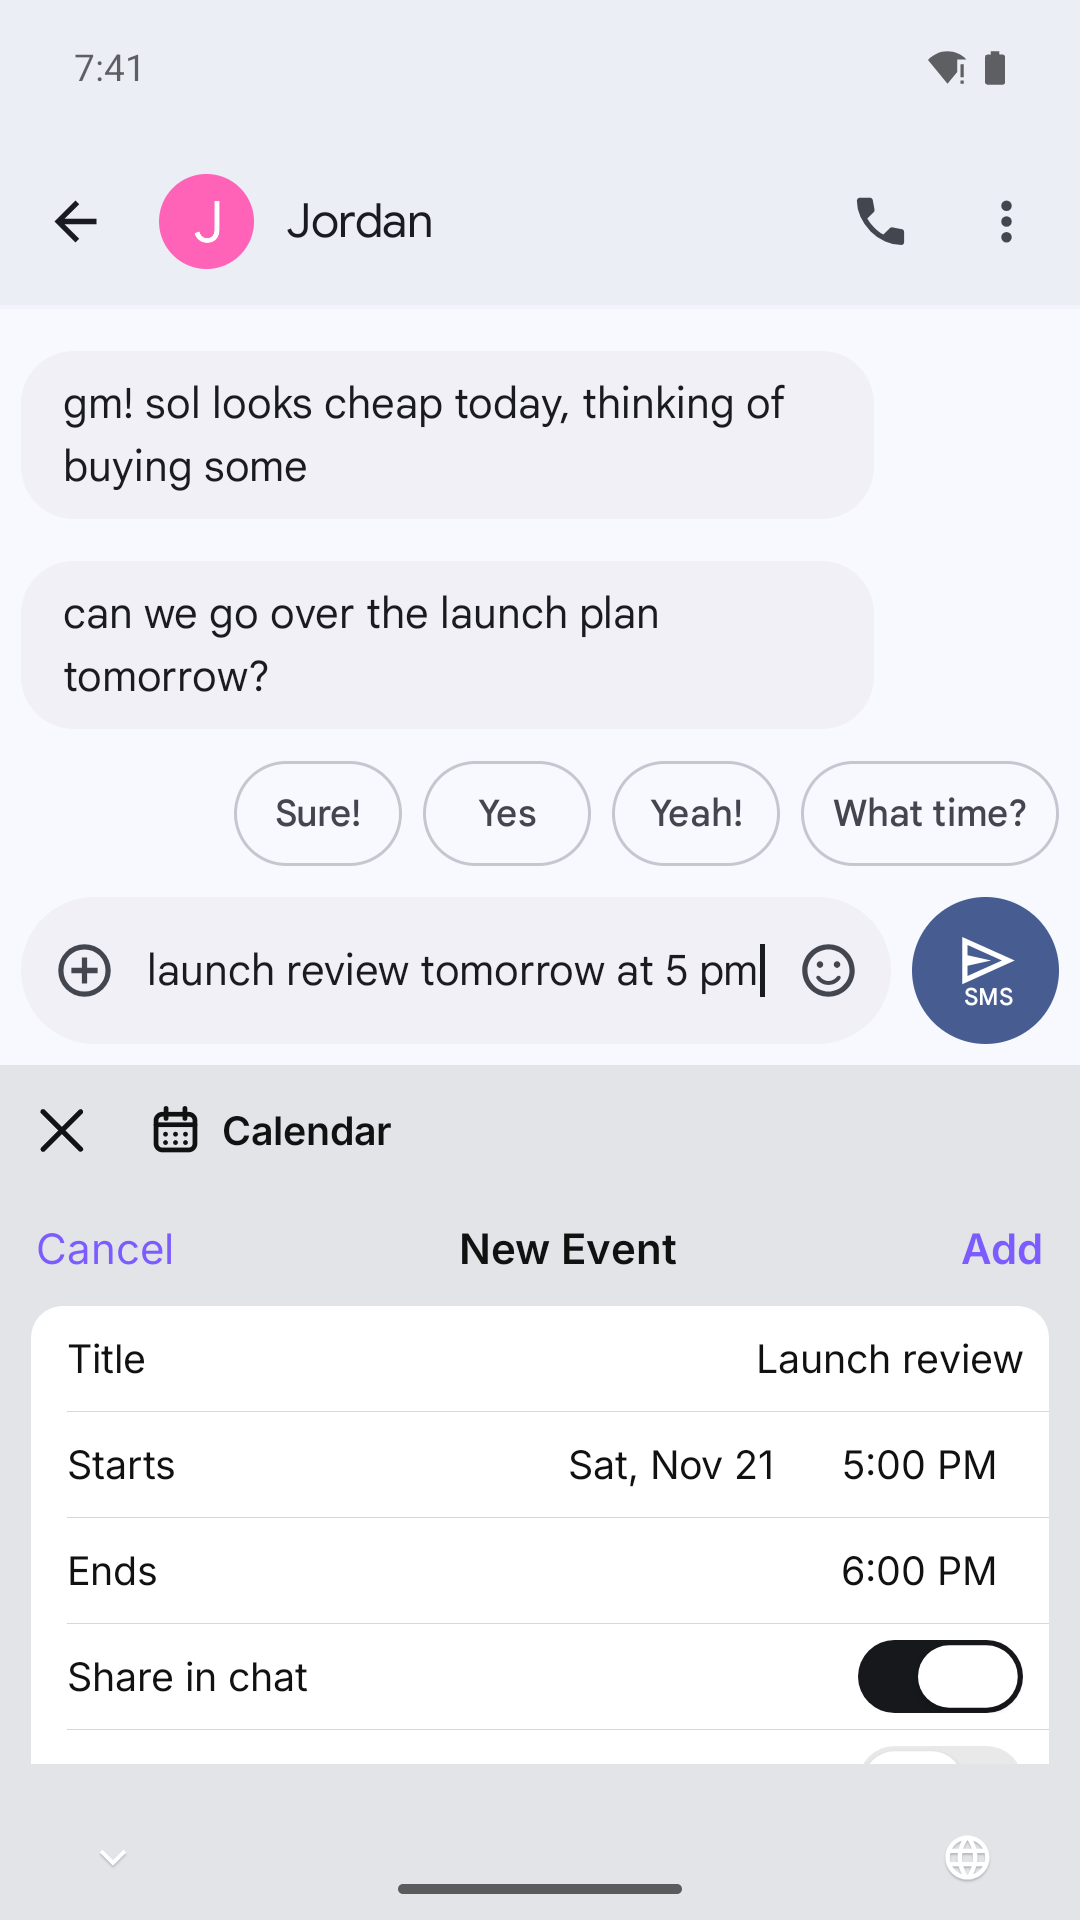 7:41
J
Jordan
gm! sol looks cheap today, thinking of
buying some
can we go over the launch plan
tomorrow?
Sure!
Yes
Yeah!
What time?
launch review tomorrow at 5 pm
SMS
Calendar
Cancel
New Event
Add
Title
Launch review
Starts
Sat, Nov 21
5:00 PM
Ends
6:00 PM
Share in chat